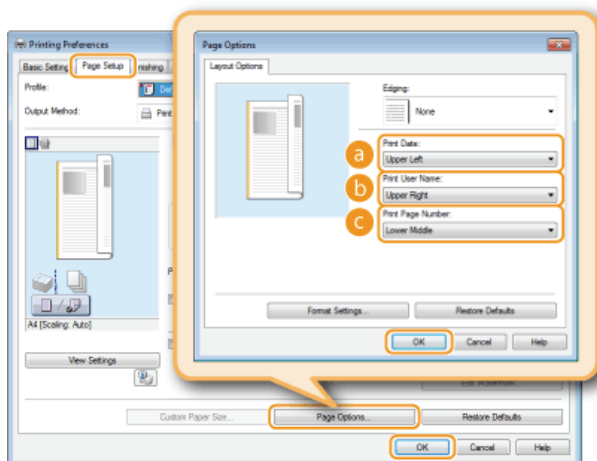 Printing Preferences
Basic Setting Page Setup nishing
Profile:
Output Method:
A4 [Scaling: Auto]
View Settings
Custom Paper Size... Page Options... Restore Defaults
OK Cancel Help
Page Options
Layout Options
Edging:
None
a
Print Date:
Upper Left
b
Print User Name:
Upper Right
c
Print Page Number:
Lower Middle
Format Settings... Restore Defaults
OK Cancel Help